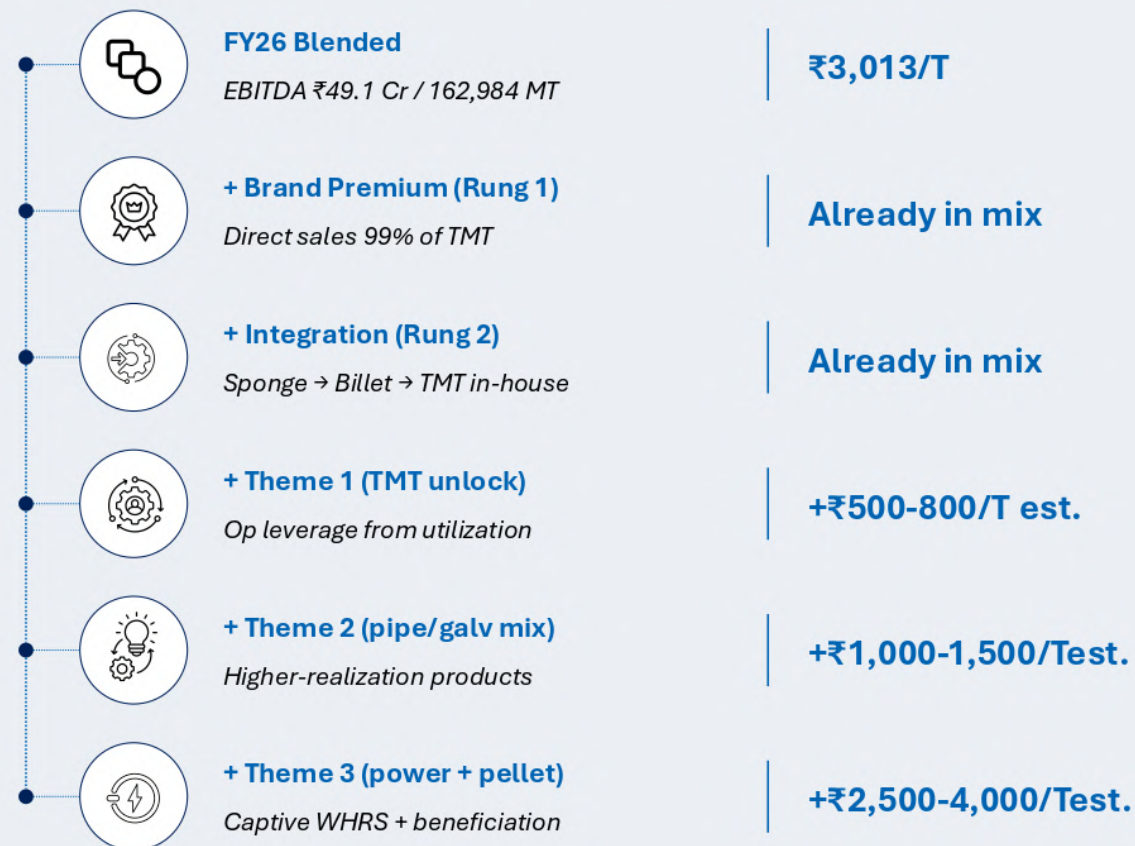 FY26 Blended
EBITDA ₹49.1 Cr / 162,984 MT
₹3,013/T
+ Brand Premium (Rung 1)
Direct sales 99% of TMT
Already in mix
+ Integration (Rung 2)
Sponge → Billet → TMT in-house
Already in mix
+ Theme 1 (TMT unlock)
Op leverage from utilization
+₹500-800/T est.
+ Theme 2 (pipe/galv mix)
Higher-realization products
+₹1,000-1,500/Test.
+ Theme 3 (power + pellet)
Captive WHRS + beneficiation
+₹2,500-4,000/Test.